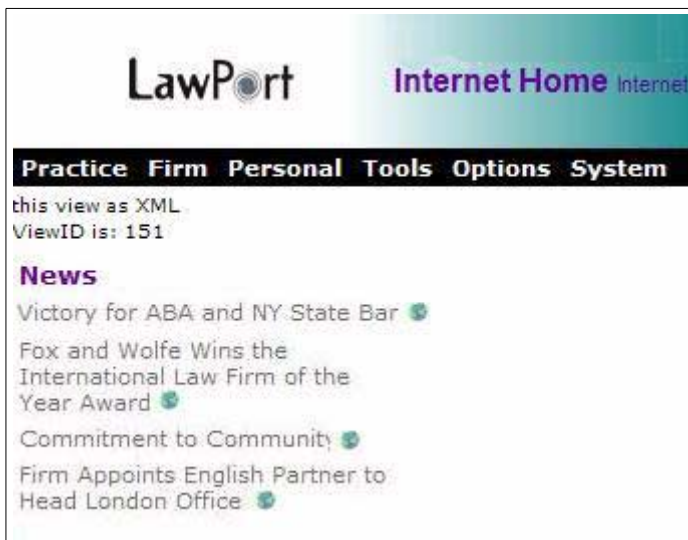 LawPort
Internet Home Internet
Practice Firm Personal Tools Options System
this view as XML
ViewID is: 151
News
Victory for ABA and NY State Bar
Fox and Wolfe Wins the
International Law Firm of the
Year Award
Commitment to Community
Firm Appoints English Partner to
Head London Office